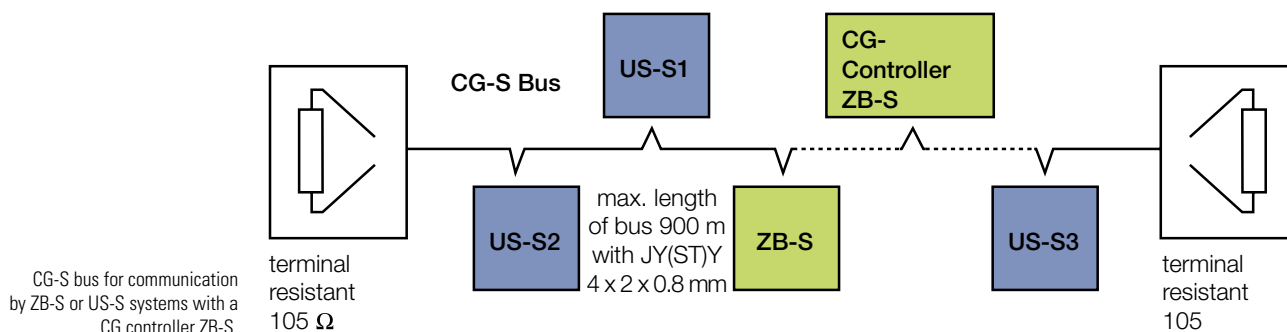 CG-S Bus
US-S1
CG-
Controller
ZB-S
US-S2
max. length
of bus 900 m
with JY(ST)Y
4 x 2 x 0.8 mm
ZB-S
US-S3
terminal
resistant
105 Ω
terminal
resistant
105
CG-S bus for communication
by ZB-S or US-S systems with a
CG controller ZB-S.